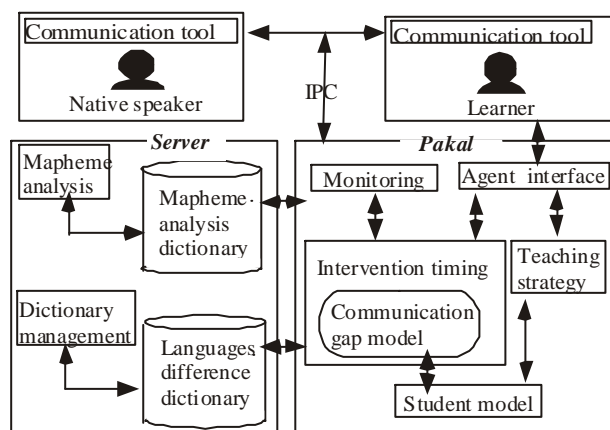 Communication tool
Native speaker
IPC
Communication tool
Learner
Server
Mapheme
analysis
Mapheme-
analysis
dictionary
Dictionary
management
Languages,
difference
dictionary
Pakal
Monitoring
Agent interface
Intervention timing
Communication
gap model
Teaching
strategy
Student model